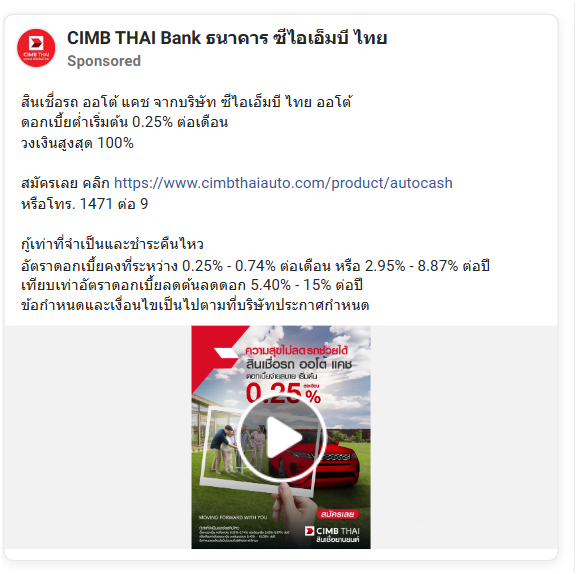 CIMB THAI Bank ธนาคาร ซีไอเอ็มบี ไทย
Sponsored
CIMB THAI
สินเชื่อรถ ออโต้ แคช จากบริษัท ซีไอเอ็มบี ไทย ออโต้
ดอกเบี้ยต่ำเริ่มต้น 0.25% ต่อเดือน
วงเงินสูงสุด 100%
สมัครเลย คลิก https://www.cimbthaiauto.com/product/autocash
หรือโทร. 1471 ต่อ 9
กู้เท่าที่จำเป็นและชำระคืนไหว
อัตราดอกเบี้ยคงที่ระหว่าง 0.25% - 0.74% ต่อเดือน หรือ 2.95% - 8.87% ต่อปี
เทียบเท่าอัตราดอกเบี้ยลดต้นลดดอก 5.40% - 15% ต่อปี
ข้อกำหนดและเงื่อนไขเป็นไปตามที่บริษัทประกาศกำหนด
ความสุขไม่ลด รถช่วยได้
สินเชื่อรถ ออโต้ แคช
ดอกเบี้ยจ่ายสบาย เริ่มต้น
0.25 ต่อเดือน %
สมัครเลย
MOVING FORWARD WITH YOU
CIMB THAI
สินเชื่อยานยนต์